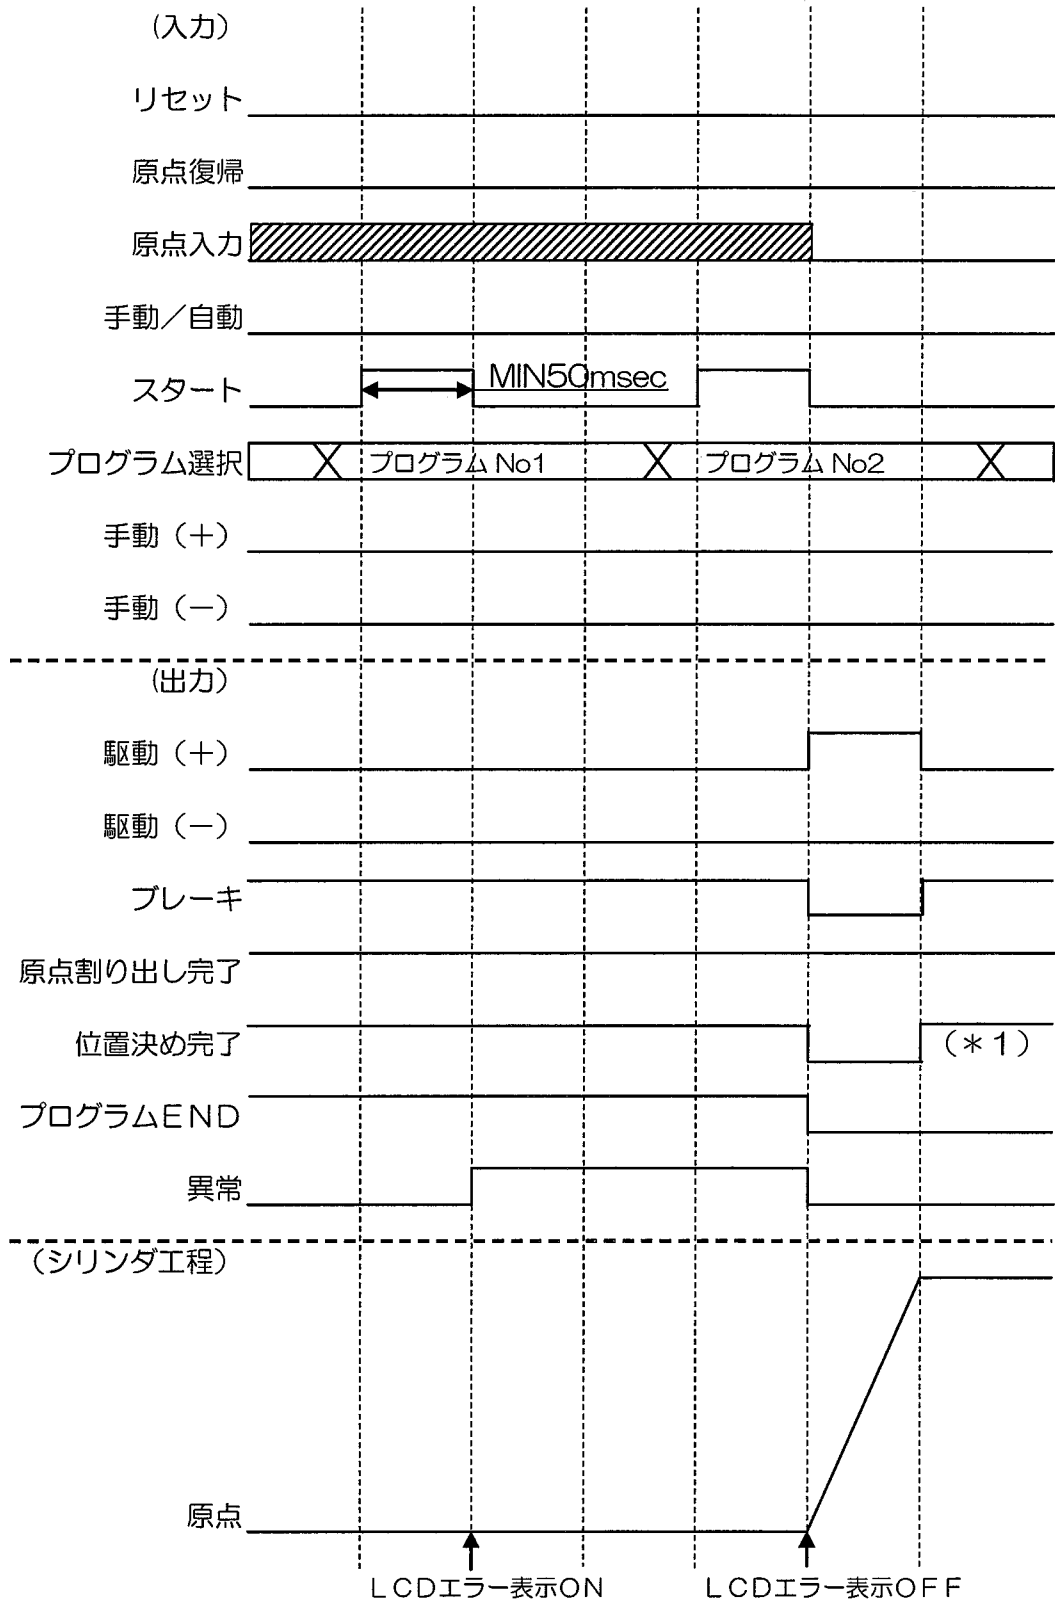 (入力)
リセット
原点復帰
原点入力
手動／自動
スタート
MIN50msec
プログラム選択
プログラム No1
プログラム No2
手動（＋）
手動（－）
(出力)
駆動（＋）
駆動（－）
ブレーキ
原点割り出し完了
位置決め完了
（＊１）
プログラムＥＮＤ
異常
（シリンダ工程）
原点
ＬＣＤエラー表示ＯＮ
ＬＣＤエラー表示ＯＦＦ